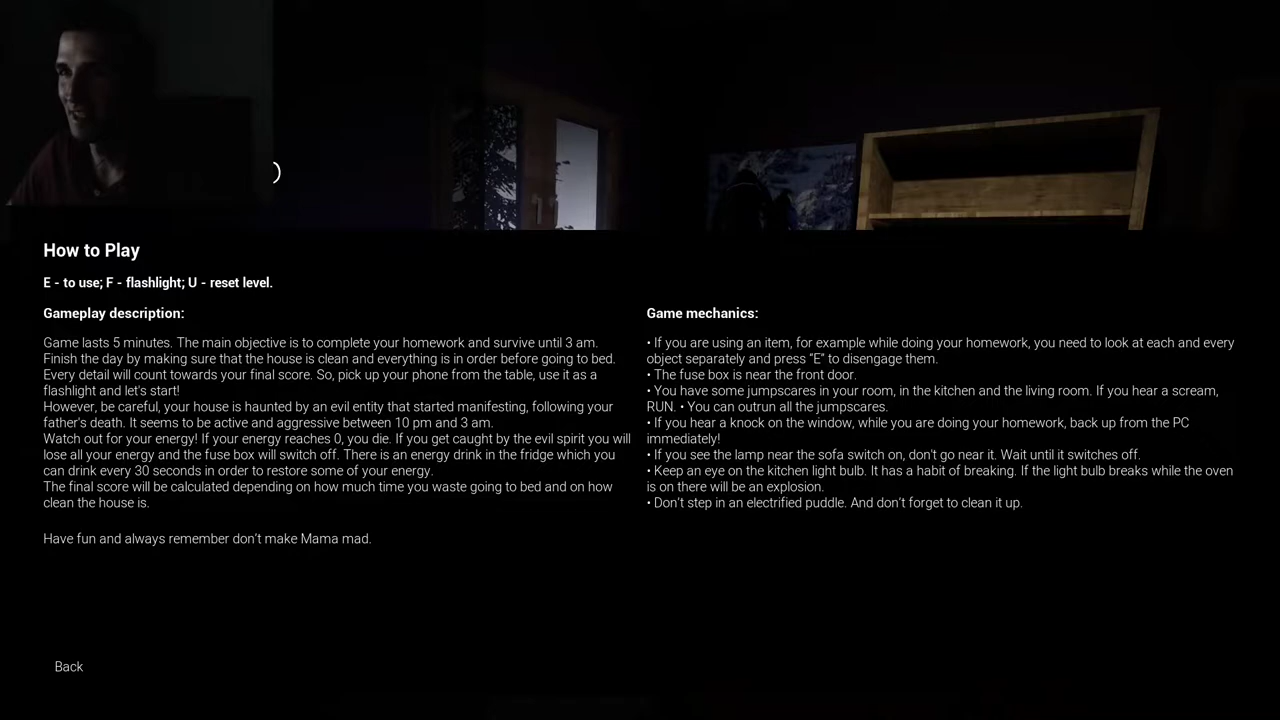 How to Play
E - to use; F - flashlight; U - reset level.
Gameplay description:
Game lasts 5 minutes. The main objective is to complete your homework and survive until 3 am.
Finish the day by making sure that the house is clean and everything is in order before going to bed.
Every detail will count towards your final score. So, pick up your phone from the table, use it as a
flashlight and let's start!
However, be careful, your house is haunted by an evil entity that started manifesting, following your
father's death. It seems to be active and aggressive between 10 pm and 3 am.
Watch out for your energy! If your energy reaches 0, you die. If you get caught by the evil spirit you will
lose all your energy and the fuse box will switch off. There is an energy drink in the fridge which you
can drink every 30 seconds in order to restore some of your energy.
The final score will be calculated depending on how much time you waste going to bed and on how
clean the house is.
Have fun and always remember don't make Mama mad.
Game mechanics:
• If you are using an item, for example while doing your homework, you need to look at each and every
object separately and press "E" to disengage them.
• The fuse box is near the front door.
• You have some jumpscares in your room, in the kitchen and the living room. If you hear a scream,
RUN. • You can outrun all the jumpscares.
• If you hear a knock on the window, while you are doing your homework, back up from the PC
immediately!
• If you see the lamp near the sofa switch on, don't go near it. Wait until it switches off.
• Keep an eye on the kitchen light bulb. It has a habit of breaking. If the light bulb breaks while the oven
is on there will be an explosion.
• Don't step in an electrified puddle. And don't forget to clean it up.
Back